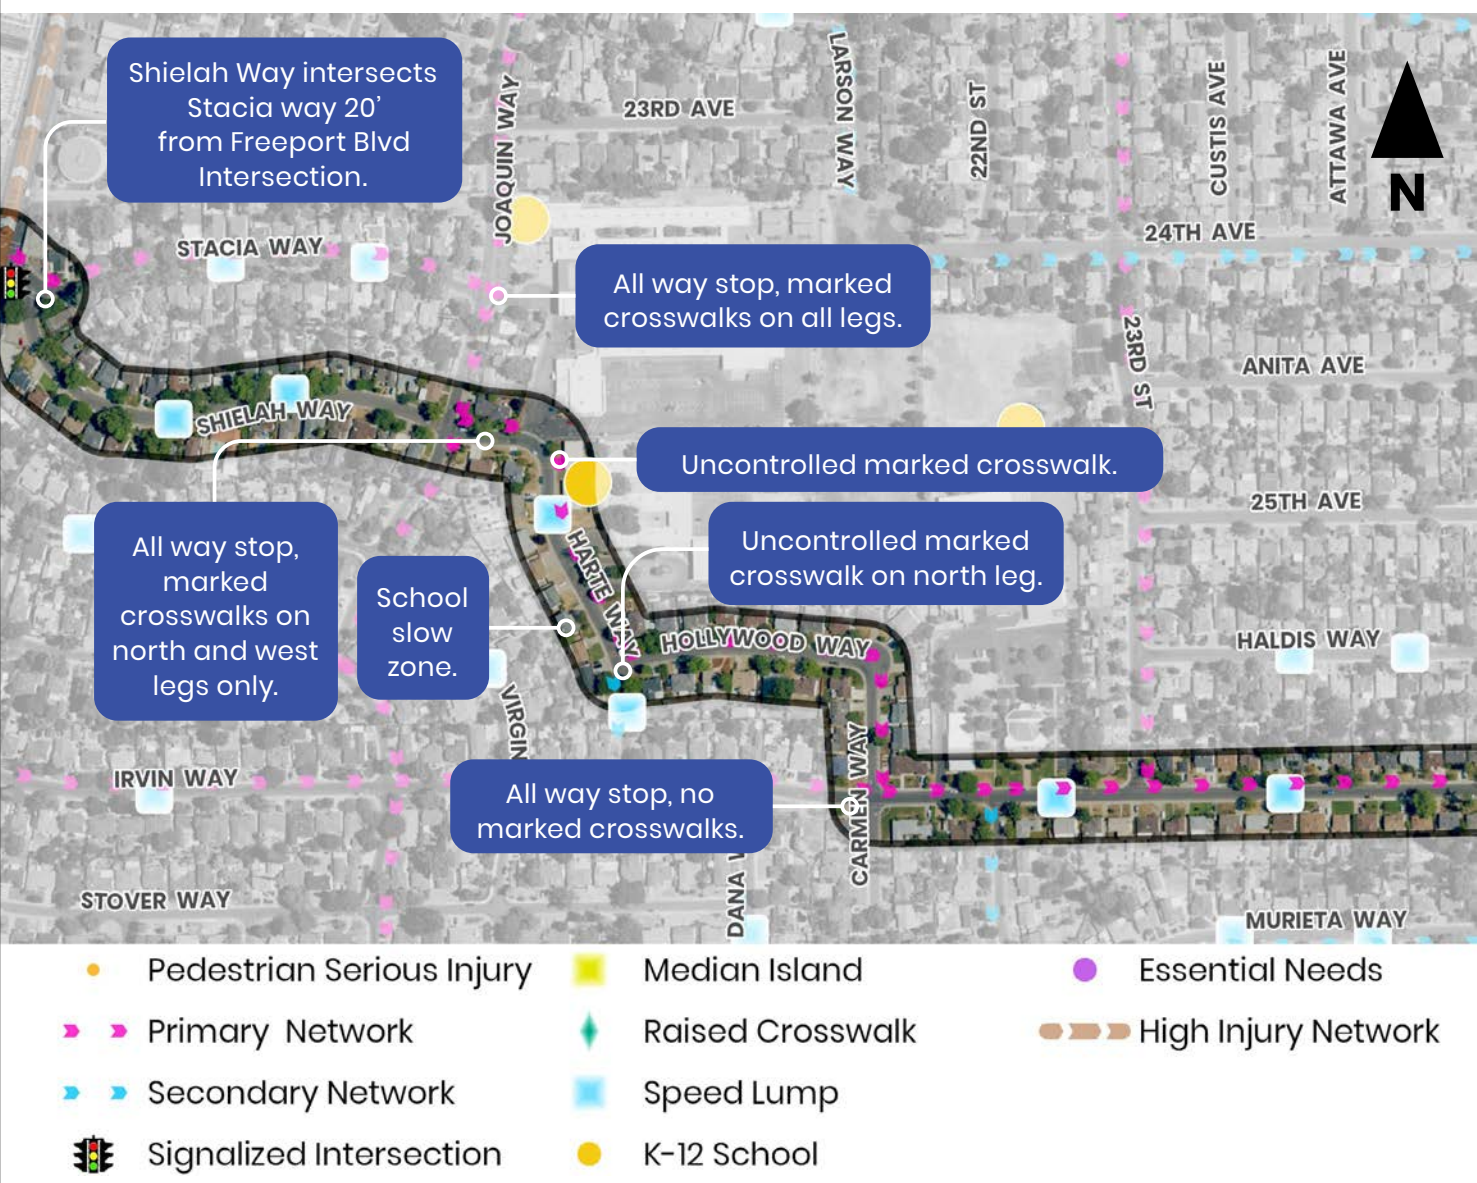 Shielah Way intersects
Stacia way 20’
from Freeport Blvd
Intersection.
JOAQUIN WAY
23RD AVE
LARSON WAY
22ND ST
CUSTIS AVE
ATTAWA AVE
N
STACIA WAY
24TH AVE
All way stop, marked
crosswalks on all legs.
23RD ST
ANITA AVE
SHIELAH WAY
Uncontrolled marked crosswalk.
25TH AVE
All way stop,
marked
crosswalks on
north and west
legs only.
School
slow
zone.
HARTE WAY
Uncontrolled marked
crosswalk on north leg.
HOLLYWOOD WAY
HALDIS WAY
VIRGIN
IRVIN WAY
All way stop, no
marked crosswalks.
CARMEN WAY
STOVER WAY
DANA
MURIETA WAY
Pedestrian Serious Injury
Primary Network
Secondary Network
Signalized Intersection
Median Island
Raised Crosswalk
Speed Lump
K-12 School
Essential Needs
High Injury Network